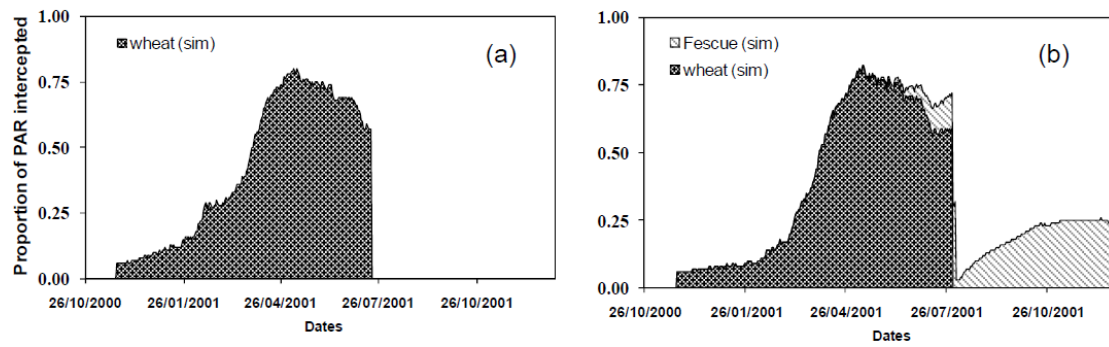 1.00
0.75
0.50
0.25
0.00
Proportion of PAR intercepted
wheat (sim)
(a)
26/10/2000 26/01/2001 26/04/2001 26/07/2001 26/10/2001
Dates
1.00
0.75
0.50
0.25
0.00
Fescue (sim)
wheat (sim)
(b)
26/10/2000 26/01/2001 26/04/2001 26/07/2001 26/10/2001
Dates